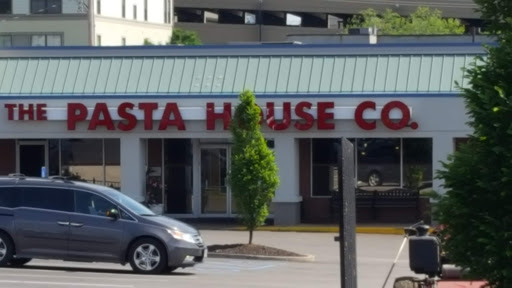 THE PASTA HOUSE CO.